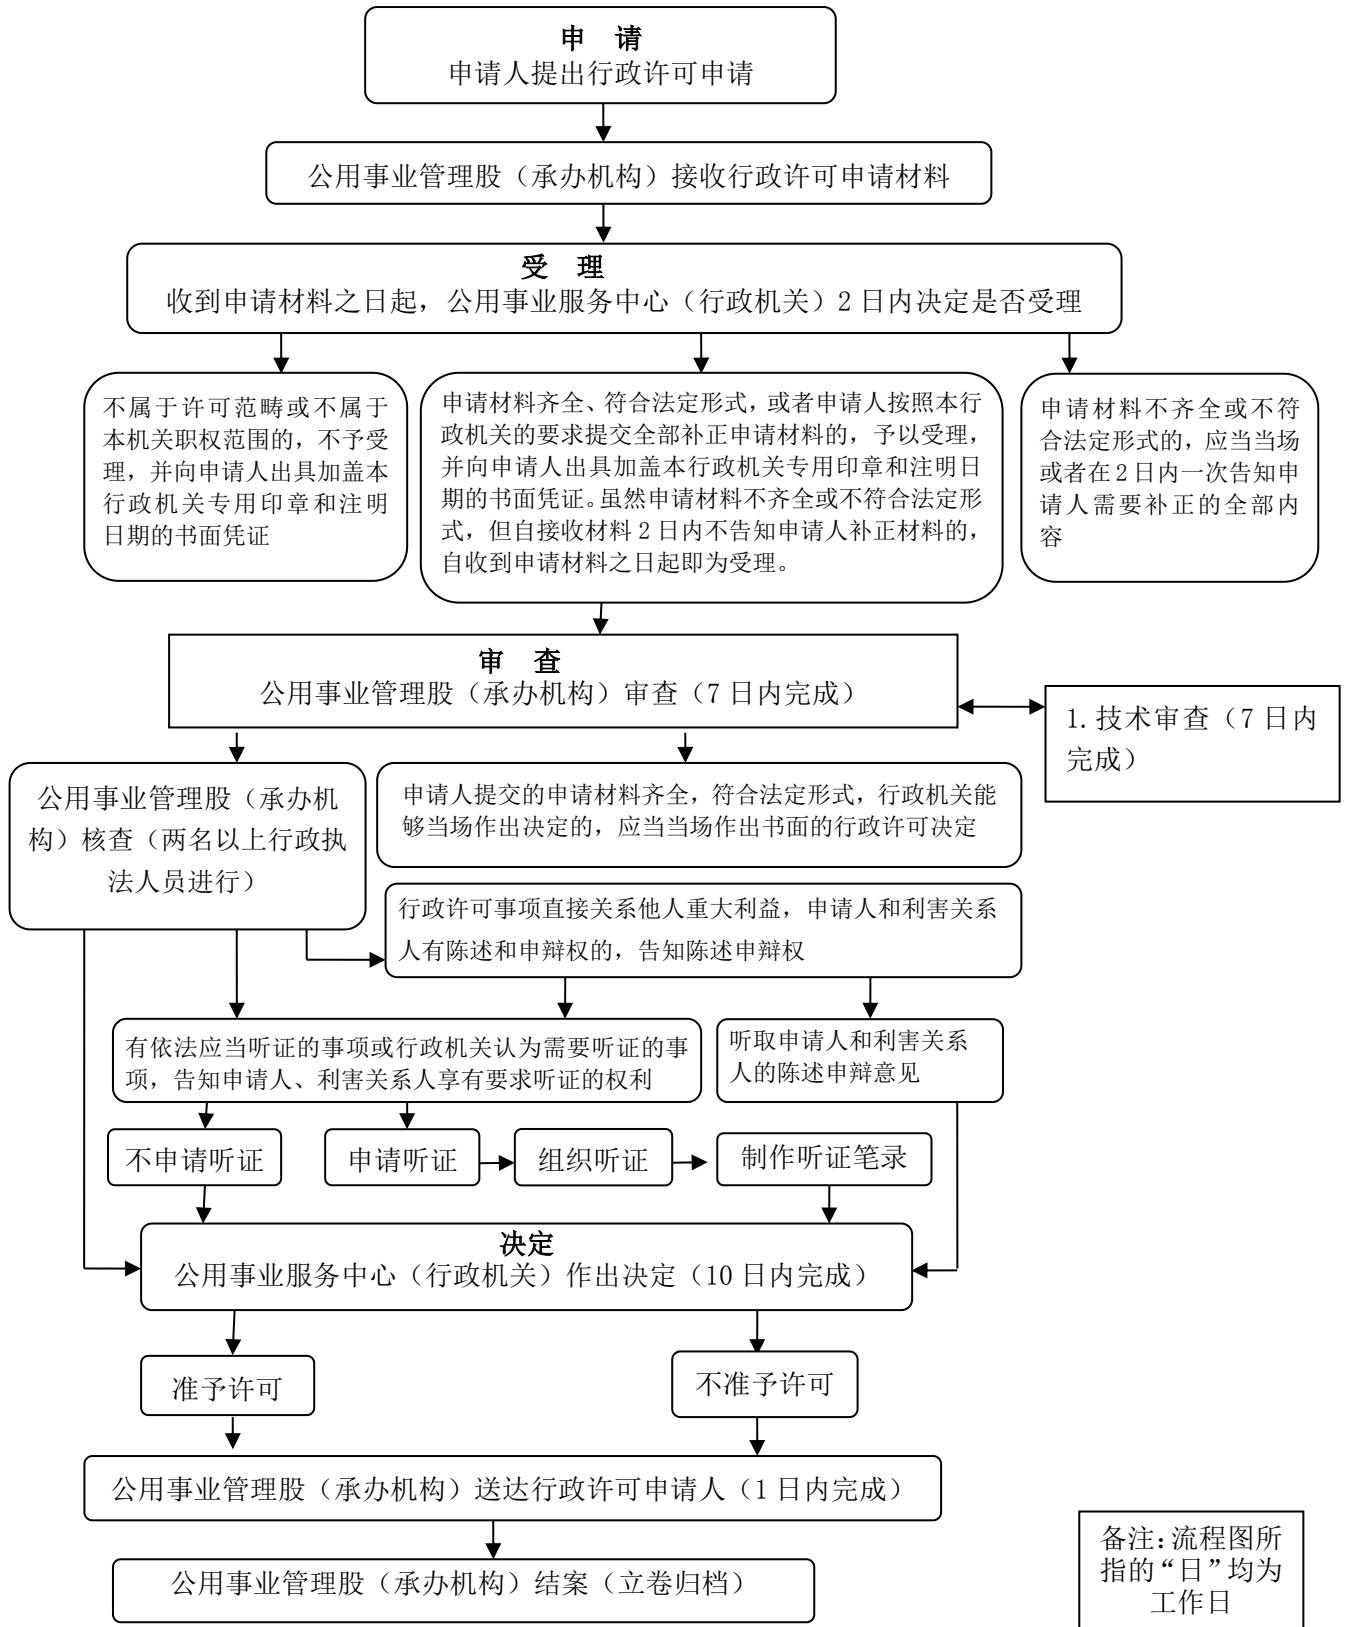 申 请
申请人提出行政许可申请
公用事业管理股（承办机构）接收行政许可申请材料
受 理
收到申请材料之日起，公用事业服务中心（行政机关）2 日内决定是否受理
不属于许可范畴或不属于
本机关职权范围的，不予受
理，并向申请人出具加盖本
行政机关专用印章和注明
日期的书面凭证
申请材料齐全、符合法定形式，或者申请人按照本行
政机关的要求提交全部补正申请材料的，予以受理，
并向申请人出具加盖本行政机关专用印章和注明日
期的书面凭证。虽然申请材料不齐全或不符合法定形
式，但自接收材料 2 日内不告知申请人补正材料的，
自收到申请材料之日起即为受理。
申请材料不齐全或不符
合法定形式的，应当当场
或者在 2 日内一次告知申
请人需要补正的全部内
容
审 查
公用事业管理股（承办机构）审查（7 日内完成）
1.技术审查（7 日内
完成）
公用事业管理股（承办机
构）核查（两名以上行政执
法人员进行）
申请人提交的申请材料齐全，符合法定形式，行政机关能
够当场作出决定的，应当当场作出书面的行政许可决定
行政许可事项直接关系他人重大利益，申请人和利害关系
人有陈述和申辩权的，告知陈述申辩权
有依法应当听证的事项或行政机关认为需要听证的事
项，告知申请人、利害关系人享有要求听证的权利
听取申请人和利害关系
人的陈述申辩意见
不申请听证
申请听证
组织听证
制作听证笔录
决定
公用事业服务中心（行政机关）作出决定（10 日内完成）
准予许可
不准予许可
公用事业管理股（承办机构）送达行政许可申请人（1 日内完成）
公用事业管理股（承办机构）结案（立卷归档）
备注:流程图所
指的“日”均为
工作日